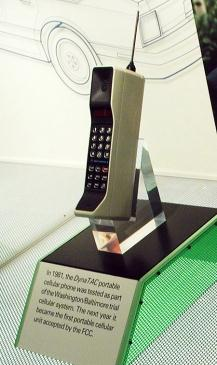 In 1981, the DynaTAC portable
cellular phone was tested as part
of the Washington/Baltimore trial
cellular system. The next year it
became the first portable cellular
unit accepted by the FCC.